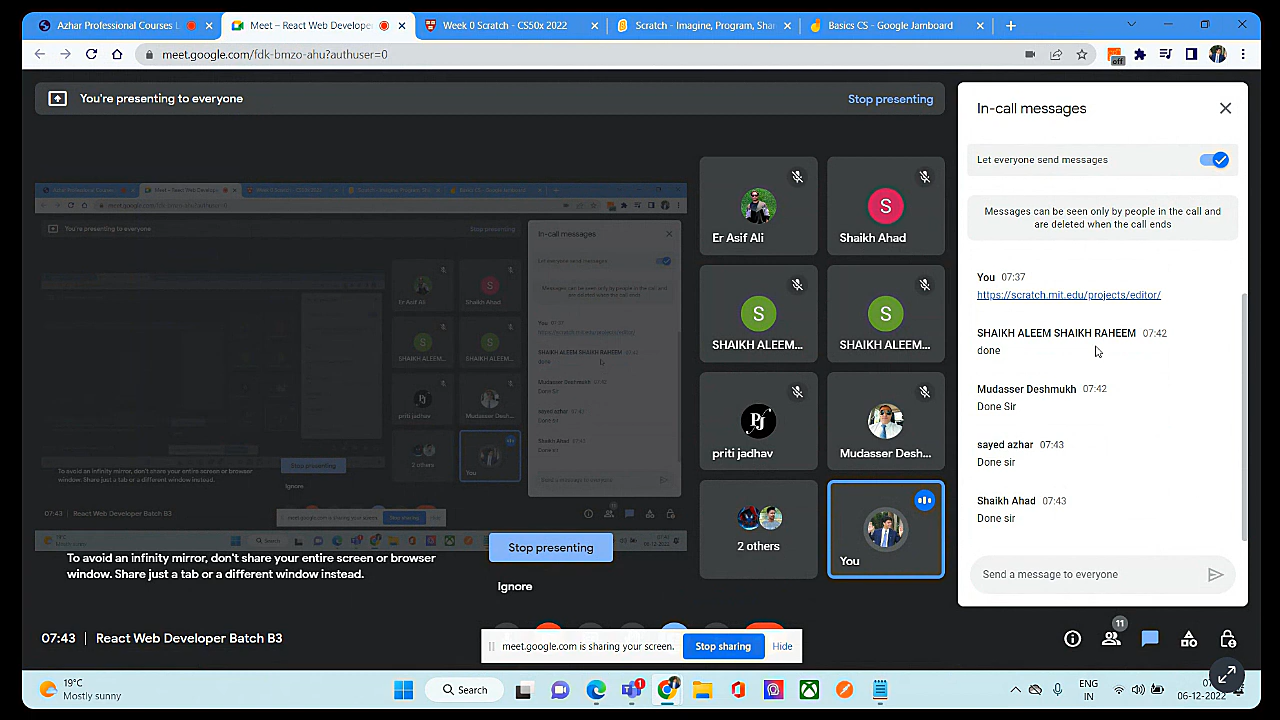 Azhar Professional Courses L
Meet – React Web Develope
Week 0 Scratch - CS50x 2022
Scratch - Imagine, Program, Sha
Basics CS - Google Jamboard
meet.google.com/fdk-bmzo-ahu?authuser=0
off
You're presenting to everyone
Stop presenting
In-call messages
Let everyone send messages
Messages can be seen only by people in the call and
are deleted when the call ends
You 07:37
https://scratch.mit.edu/projects/editor/
SHAIKH ALEEM SHAIKH RAHEEM 07:42
done
Mudasser Deshmukh 07:42
Done Sir
sayed azhar 07:43
Done sir
Shaikh Ahad 07:43
Done sir
Send a message to everyone
Er Asif Ali
S
Shaikh Ahad
S
SHAIKH ALEEM...
S
SHAIKH ALEEM...
PJ
priti jadhav
Mudasser Desh...
2 others
You
To avoid an infinity mirror, don't share your entire screen or browser
window. Share just a tab or a different window instead.
Stop presenting
Ignore
07:43 | React Web Developer Batch B3
11
meet.google.com is sharing your screen.
Stop sharing
Hide
19°C
Mostly sunny
Search
1
ENG
IN
06-12-2022